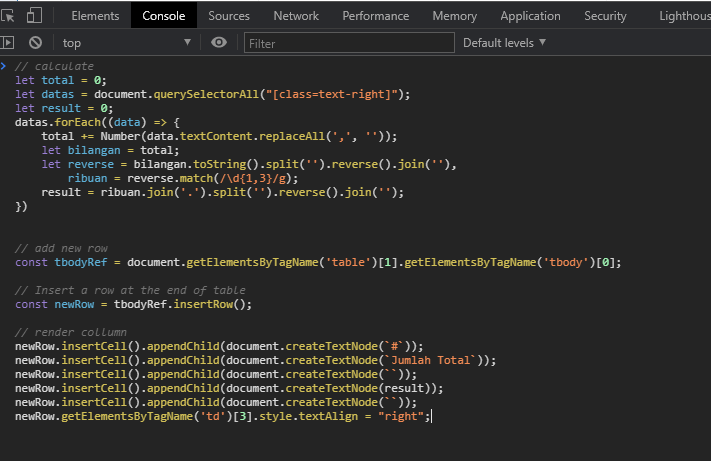 Elements Console Sources Network Performance Memory Application Security Lighthous
top Filter Default levels
// calculate
let total = 0;
let datas = document.querySelectorAll("[class=text-right]");
let result = 0;
datas.forEach((data) => {
    total += Number(data.textContent.replaceAll(',', ''));
    let bilangan = total;
    let reverse = bilangan.toString().split('').reverse().join(''),
        ribuan = reverse.match(/\d{1,3}/g);
    result = ribuan.join('.').split('').reverse().join('');
})
// add new row
const tbodyRef = document.getElementsByTagName('table')[1].getElementsByTagName('tbody')[0];
// Insert a row at the end of table
const newRow = tbodyRef.insertRow();
// render collumn
newRow.insertCell().appendChild(document.createTextNode(`#`));
newRow.insertCell().appendChild(document.createTextNode(`Jumlah Total`));
newRow.insertCell().appendChild(document.createTextNode(``));
newRow.insertCell().appendChild(document.createTextNode(result));
newRow.insertCell().appendChild(document.createTextNode(``));
newRow.getElementsByTagName('td')[3].style.textAlign = "right";